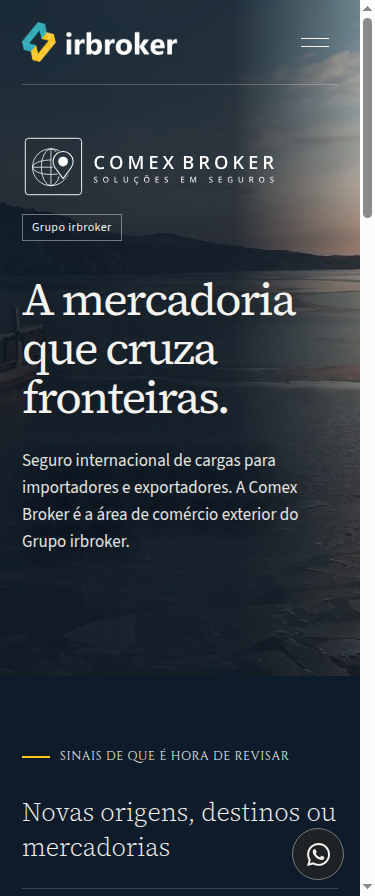 irbroker
COMEX BROKER
SOLUÇÕES EM SEGUROS
Grupo irbroker
A mercadoria
que cruza
fronteiras.
Seguro internacional de cargas para
importadores e exportadores. A Comex
Broker é a área de comércio exterior do
Grupo irbroker.
SINAIS DE QUE É HORA DE REVISAR
Novas origens, destinos ou
mercadorias